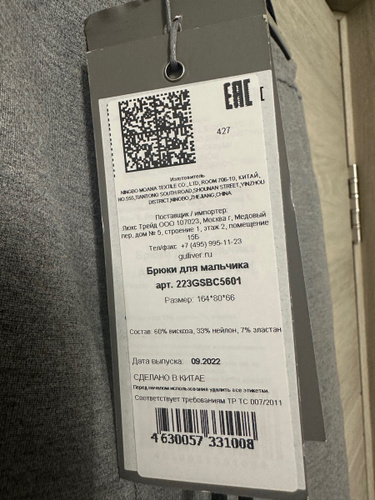 EAC
427
Изготовитель
NINGBO MOANA TEXTILE CO., LTD, ROOM 706-10, КИТАЙ,
NO.555,TIANTONG SOUTH ROAD,SHOUNAN STREET,YINZHOU
DISTRICT,NINGBO,ZHEJIANG,CHINA
Поставщик / импортер:
Люкс Трейд ООО 107023, Москва г, Медовый
пер, дом № 5, строение 1, этаж 2, помещение
15Б
Тел/факс +7 (495) 995-11-23
guliver.ru
Брюки для мальчика
арт. 223GSBC5601
Размер: 164*80*66
Состав: 60% вискоза, 33% нейлон, 7% эластан
Дата выпуска: 09.2022
СДЕЛАНО В КИТАЕ
Перед началом использования удалить все этикетки.
Соответствует требованиям ТР ТС 007/2011
4 630057 331008